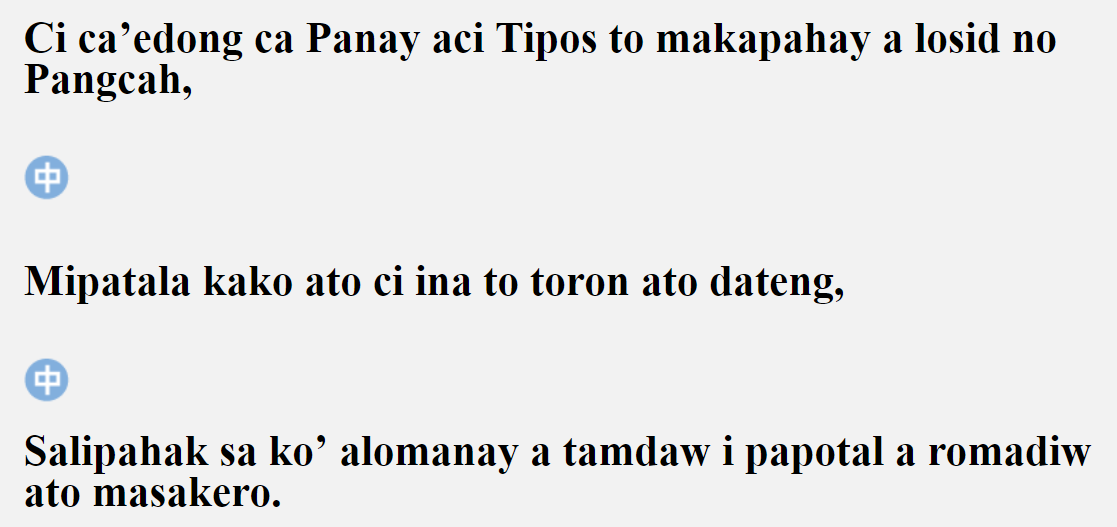 Ci ca’edong ca Panay aci Tipos to makapahay a losid no
Pangcah,
中
Mipatala kako ato ci ina to toron ato dateng,
中
Salipahak sa ko’ alomanay a tamdaw i papotal a romadiw
ato masakero.